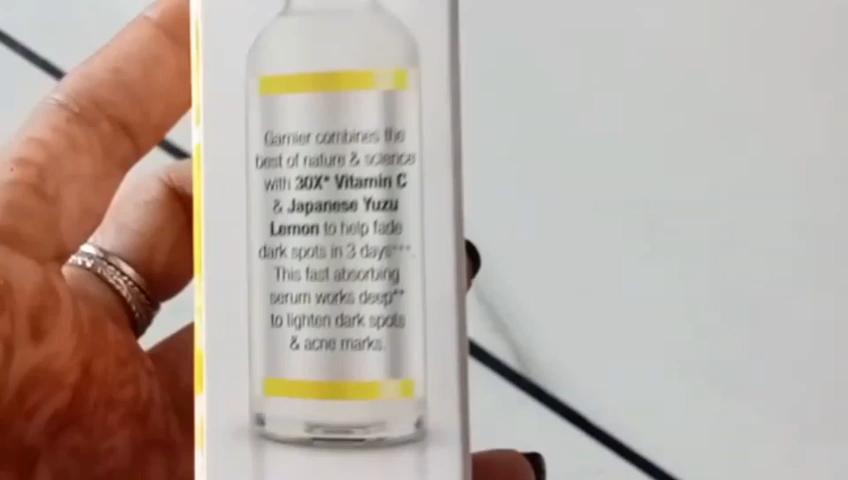 Garnier combines the
best of nature & science
with 30X* Vitamin C
& Japanese Yuzu
Lemon to help fade
dark spots in 3 days***.
This fast absorbing
serum works deep**
to lighten dark spots
& acne marks.